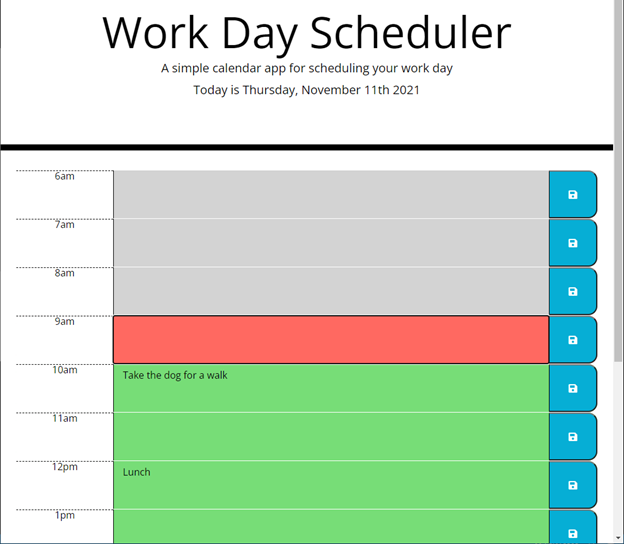 Work Day Scheduler
A simple calendar app for scheduling your work day
Today is Thursday, November 11th 2021
6am
7am
8am
9am
10am
Take the dog for a walk
11am
12pm
Lunch
1pm